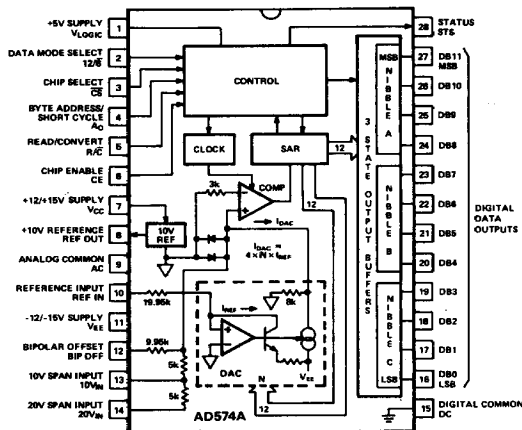 +5V SUPPLY
VLOGIC
1
DATA MODE SELECT
12/8̅
2
CHIP SELECT
C̅S̅
3
BYTE ADDRESS/
SHORT CYCLE
A0
4
READ/CONVERT
R/C̅
5
CHIP ENABLE
CE
6
+12/+15V SUPPLY
VCC
7
+10V REFERENCE
REF OUT
8
ANALOG COMMON
AC
9
REFERENCE INPUT
REF IN
10
-12/-15V SUPPLY
VEE
11
BIPOLAR OFFSET
BIP OFF
12
10V SPAN INPUT
10VIN
13
20V SPAN INPUT
20VIN
14
CONTROL
CLOCK
SAR
12
3k
COMP
10V
REF
IDAC
12
IDAC =
4 × N × IREF
19.95k
IREF
8k
9.95k
5k
5k
DAC
N
VEE
12
AD574A
3 STATE OUTPUT BUFFERS
MSB
NIBBLE A
NIBBLE B
NIBBLE C
LSB
28
STATUS
STS
27
DB11
MSB
26
DB10
25
DB9
24
DB8
23
DB7
22
DB6
21
DB5
20
DB4
19
DB3
18
DB2
17
DB1
16
DB0
LSB
15
DIGITAL COMMON
DC
DIGITAL
DATA
OUTPUTS